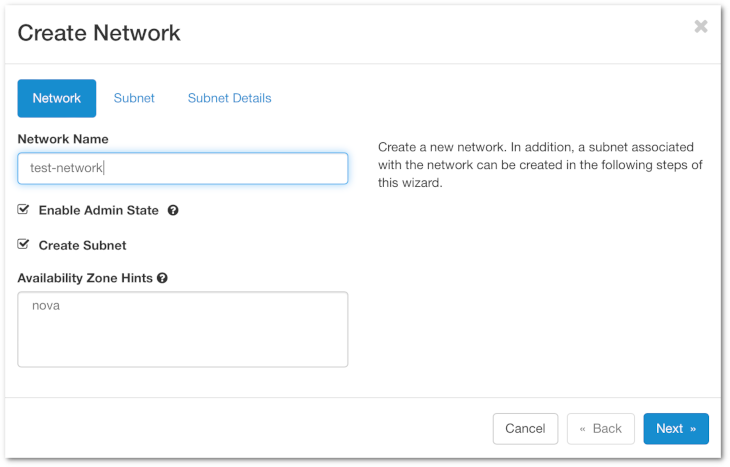 Create Network
Network Subnet Subnet Details
Network Name
test-network
Create a new network. In addition, a subnet associated
with the network can be created in the following steps of
this wizard.
Enable Admin State
Create Subnet
Availability Zone Hints
nova
Cancel « Back Next »